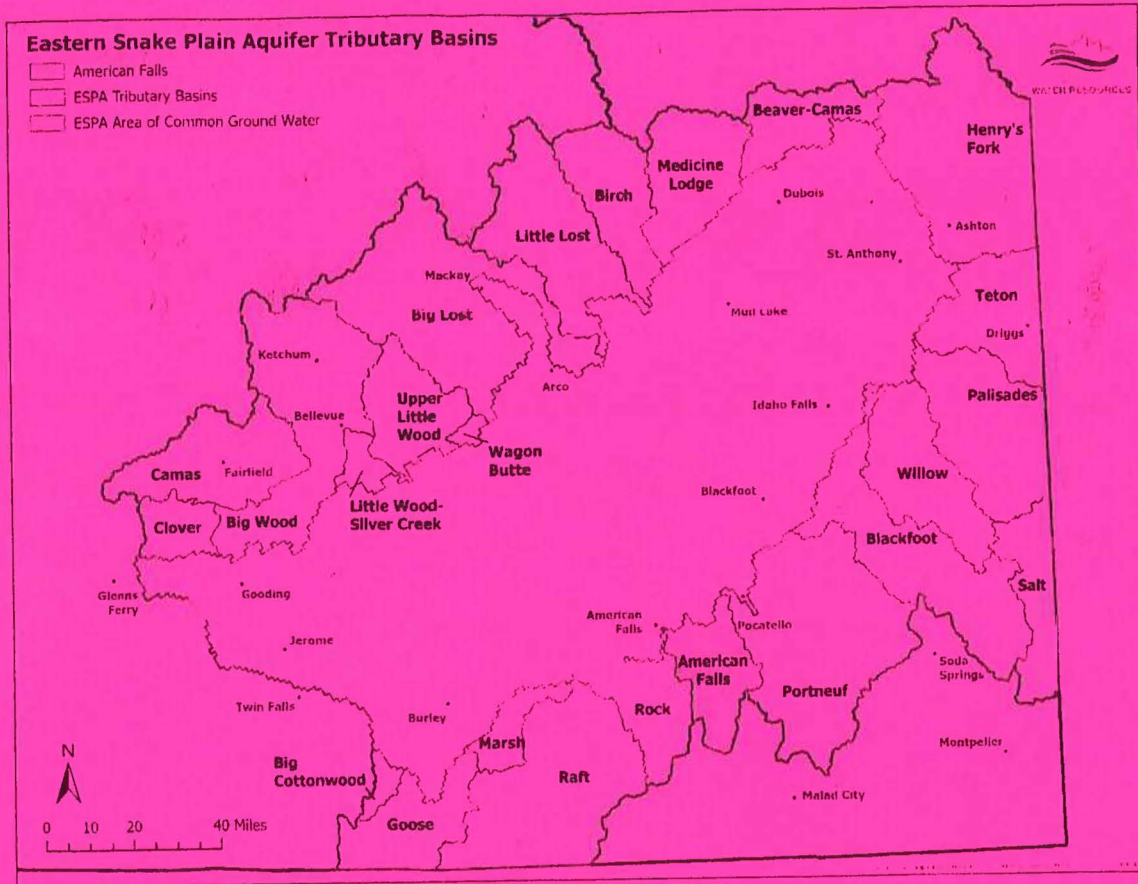 Eastern Snake Plain Aquifer Tributary Basins
American Falls
ESPA Tributary Basins
ESPA Area of Common Ground Water
WATER RESOURCES
Beaver-Camas
Henry's
Fork
Medicine
Lodge
Birch
Dubois
Little Lost
Ashton
St. Anthony
Mackay
Teton
Big Lost
Mud Lake
Driggs
Ketchum
Arco
Palisades
Upper
Little
Wood
Idaho Falls
Bellevue
Wagon
Butte
Camas
Fairfield
Willow
Blackfoot
Little Wood-
Silver Creek
Clover
Big Wood
Blackfoot
Glenns
Ferry
Gooding
Salt
American
Falls
Pocatello
Jerome
American
Falls
Soda
Springs
Portneuf
Twin Falls
Burley
Rock
Marsh
Montpelier
N
Big
Cottonwood
Raft
Malad City
Goose
0 10 20 40 Miles